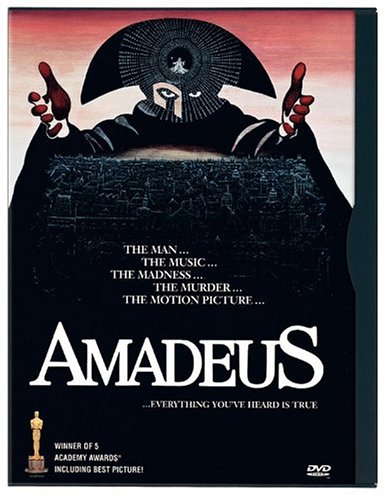 THE MAN...
THE MUSIC...
THE MADNESS...
THE MURDER...
THE MOTION PICTURE...
AMADEUS
...EVERYTHING YOU'VE HEARD IS TRUE
WINNER OF 5
ACADEMY AWARDS®
INCLUDING BEST PICTURE!
DVD